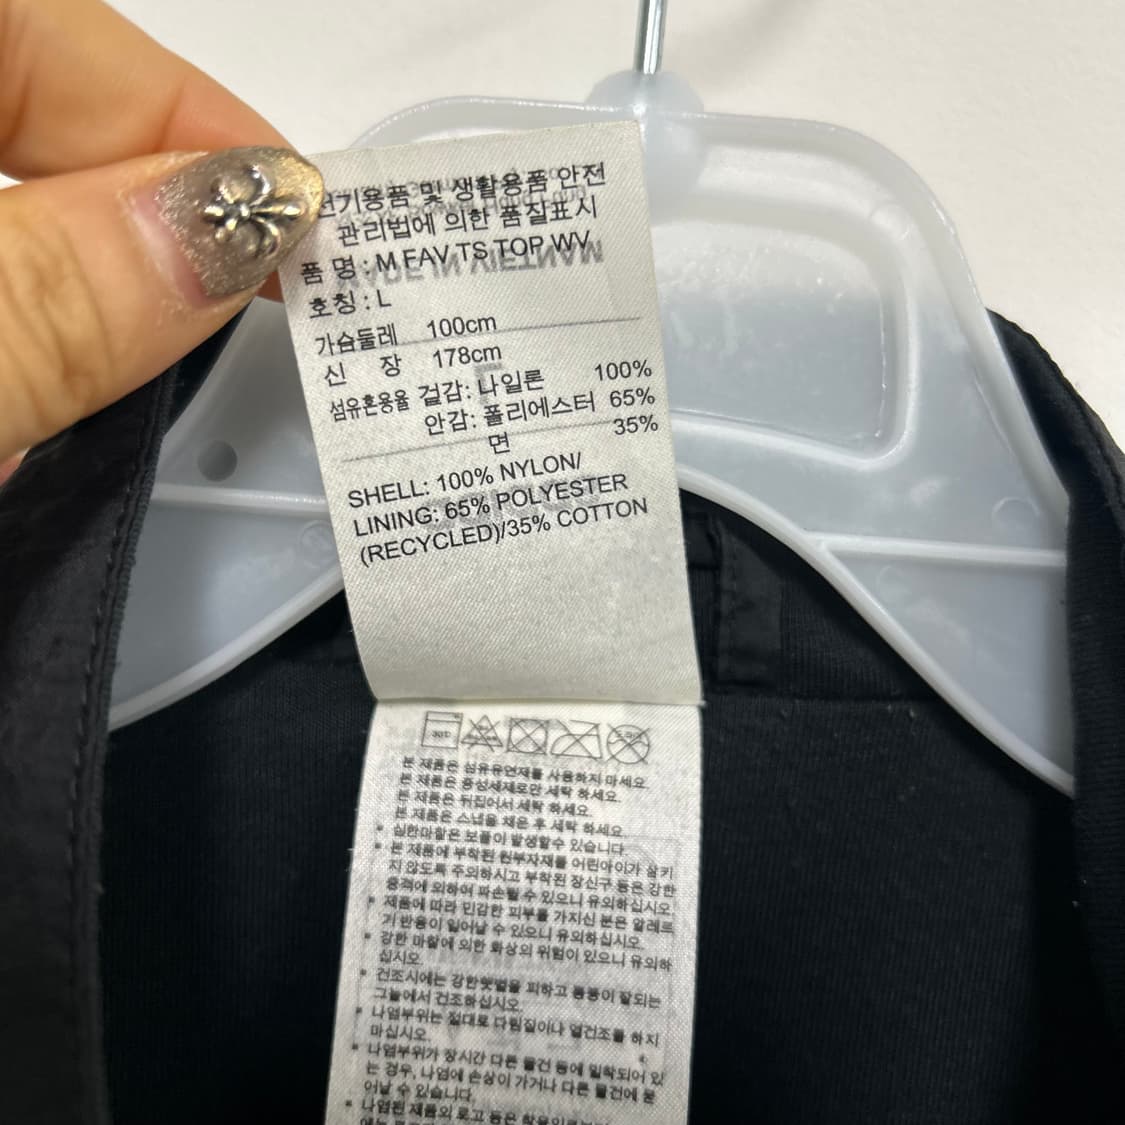 전기용품 및 생활용품 안전
관리법에 의한 품질표시
품 명 : M FAV TS TOP WV
호칭 : L
가슴둘레 100cm
신 장 178cm
섬유혼용율 겉감: 나일론 100%
안감: 폴리에스터 65%
면 35%
SHELL: 100% NYLON/
LINING: 65% POLYESTER
(RECYCLED)/35% COTTON
MADE IN VIETNAM
30℃
본 제품은 섬유유연제를 사용하지 마세요.
본 제품은 중성세제로만 세탁 하세요.
본 제품은 뒤집어서 세탁 하세요.
본 제품은 스냅을 채운 후 세탁 하세요.
* 심한마찰은 보풀이 발생할수 있습니다.
* 본 제품에 부착된 원부자재를 어린아이가 삼키
지 않도록 주의하시고 부착된 장신구 등은 강한
충격에 의하여 파손될 수 있으니 유의하십시오.
* 제품에 따라 민감한 피부를 가지신 분은 알레르
기 반응이 일어날 수 있으니 유의하십시오.
* 강한 마찰에 의한 화상의 위험이 있으니 유의하
십시오.
* 건조시에는 강한햇볕을 피하고 통풍이 잘되는
그늘에서 건조하십시오.
* 나염부위는 절대로 다림질이나 열건조를 하지
마십시오.
* 나염부위가 장시간 다른 물건 등에 밀착되어 있
는 경우, 나염에 손상이 가거나 다른 물건에 묻
어날 수 있습니다.
* 나염된 제품의 로고 등은